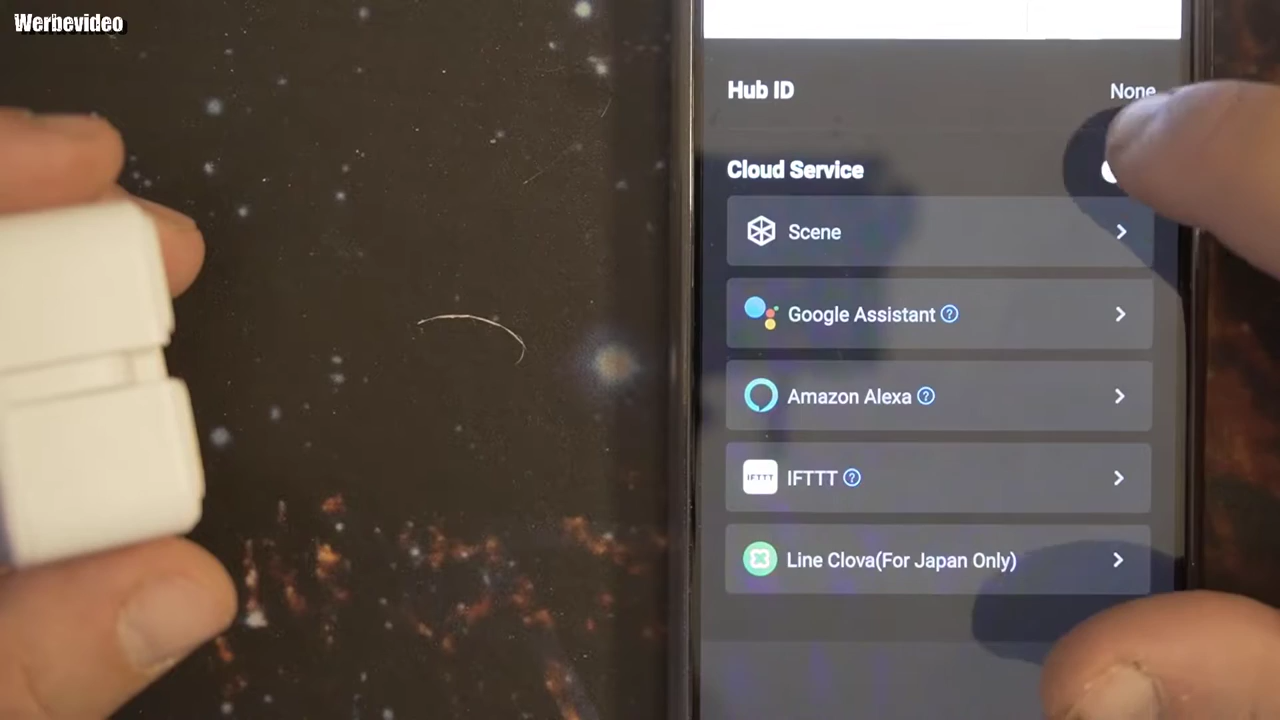 Werbevideo
Hub ID
None
Cloud Service
Scene
Google Assistant ?
Amazon Alexa ?
IFTTT IFTTT ?
Line Clova(For Japan Only)